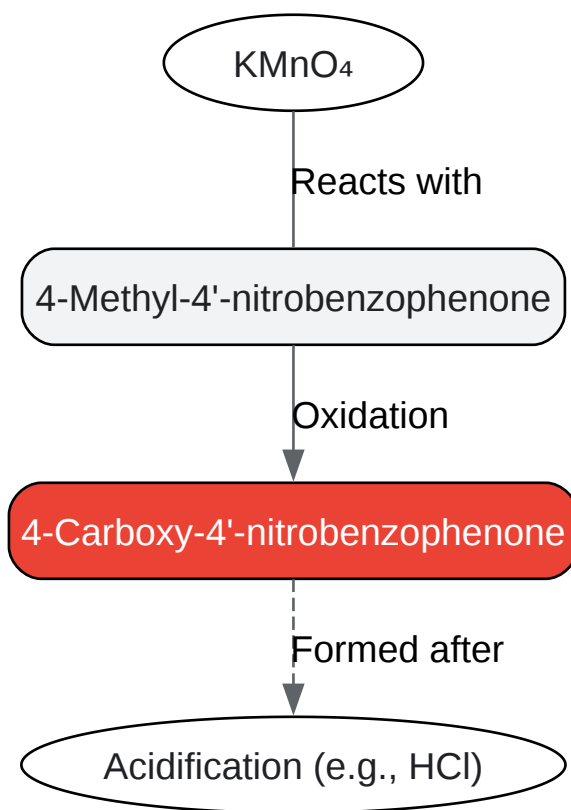 KMnO₄
Reacts with
4-Methyl-4'-nitrobenzophenone
Oxidation
4-Carboxy-4'-nitrobenzophenone
Formed after
Acidification (e.g., HCl)